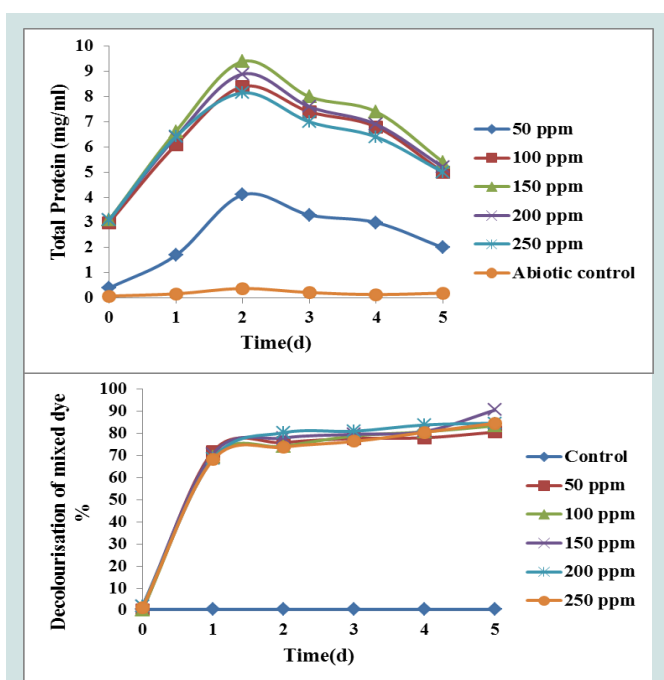 10
9
8
7
6
5
4
3
2
1
0
Total Protein (mg/ml)
0 1 2 3 4 5
Time(d)
50 ppm
100 ppm
150 ppm
200 ppm
250 ppm
Abiotic control
100
90
80
70
60
50
40
30
20
10
0
Decolourisation of mixed dye
%
0 1 2 3 4 5
Time(d)
Control
50 ppm
100 ppm
150 ppm
200 ppm
250 ppm